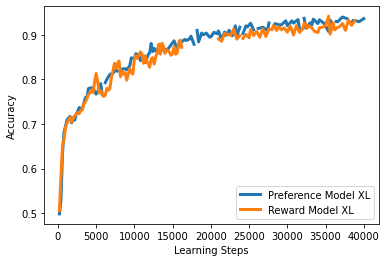 Accuracy
0.9
0.8
0.7
0.6
0.5
0 5000 10000 15000 20000 25000 30000 35000 40000
Learning Steps
Preference Model XL
Reward Model XL